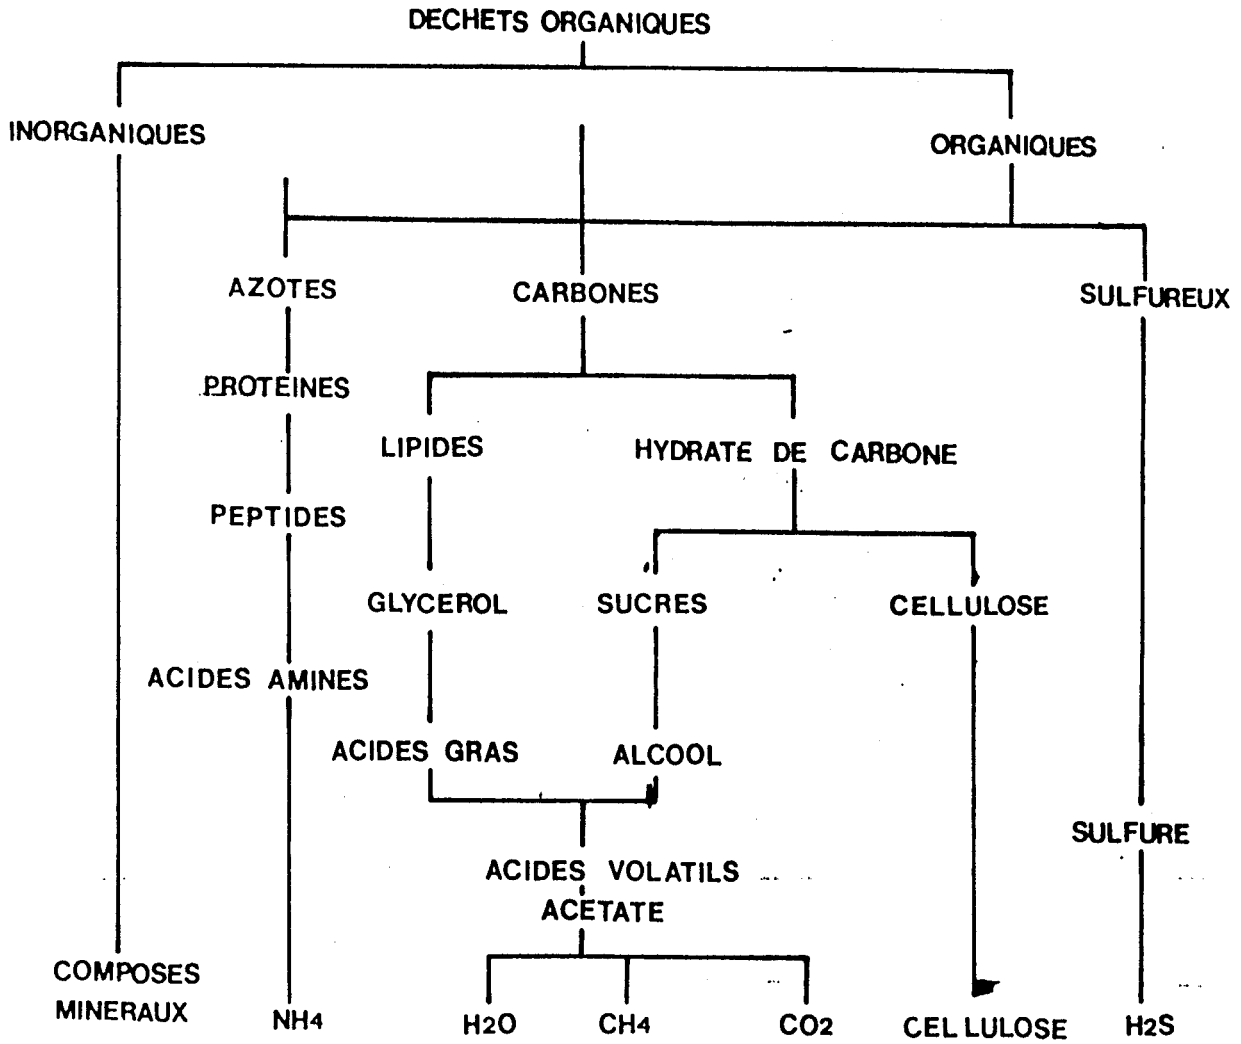 DECHETS ORGANIQUES
INORGANIQUES
ORGANIQUES
AZOTES
CARBONES
SULFUREUX
PROTEINES
LIPIDES
HYDRATE DE CARBONE
PEPTIDES
GLYCEROL
SUCRES
CELLULOSE
ACIDES AMINES
ACIDES GRAS
ALCOOL
SULFURE
ACIDES VOLATILS
ACETATE
COMPOSES
MINERAUX
NH4
H2O
CH4
CO2
CELLULOSE
H2S